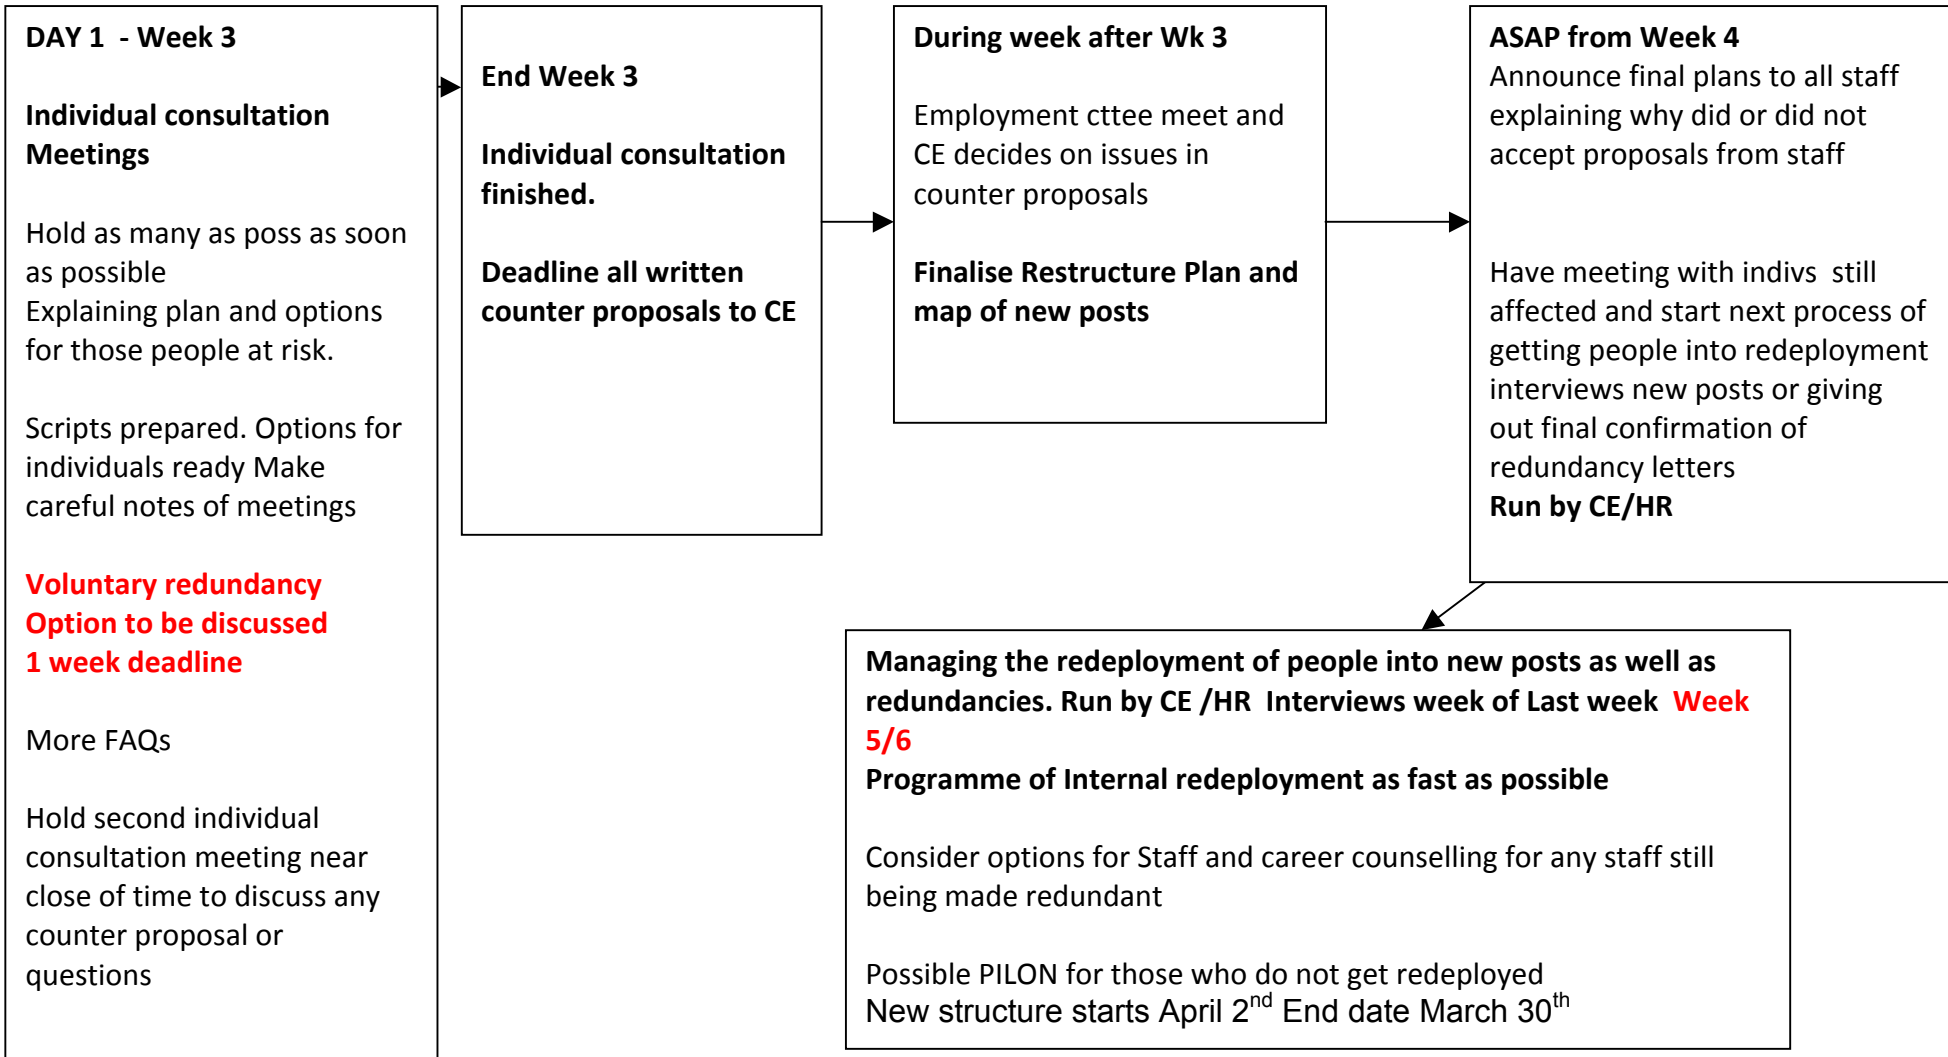 DAY 1  - Week 3
Individual consultation
Meetings
Hold as many as poss as soon
as possible
Explaining plan and options
for those people at risk.
Scripts prepared. Options for
individuals ready Make
careful notes of meetings
Voluntary redundancy
Option to be discussed
1 week deadline
More FAQs
Hold second individual
consultation meeting near
close of time to discuss any
counter proposal or
questions
End Week 3
Individual consultation
finished.
Deadline all written
counter proposals to CE
During week after Wk 3
Employment cttee meet and
CE decides on issues in
counter proposals
Finalise Restructure Plan and
map of new posts
ASAP from Week 4
Announce final plans to all staff
explaining why did or did not
accept proposals from staff
Have meeting with indivs  still
affected and start next process of
getting people into redeployment
interviews new posts or giving
out final confirmation of
redundancy letters
Run by CE/HR
Managing the redeployment of people into new posts as well as
redundancies. Run by CE /HR  Interviews week of Last week  Week
5/6
Programme of Internal redeployment as fast as possible
Consider options for Staff and career counselling for any staff still
being made redundant
Possible PILON for those who do not get redeployed
New structure starts April 2nd End date March 30th